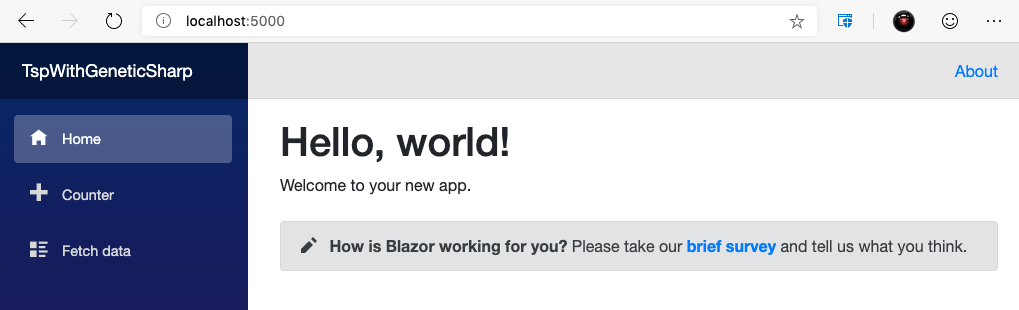 localhost:5000
TspWithGeneticSharp
About
Home
Counter
Fetch data
Hello, world!
Welcome to your new app.
How is Blazor working for you? Please take our brief survey and tell us what you think.